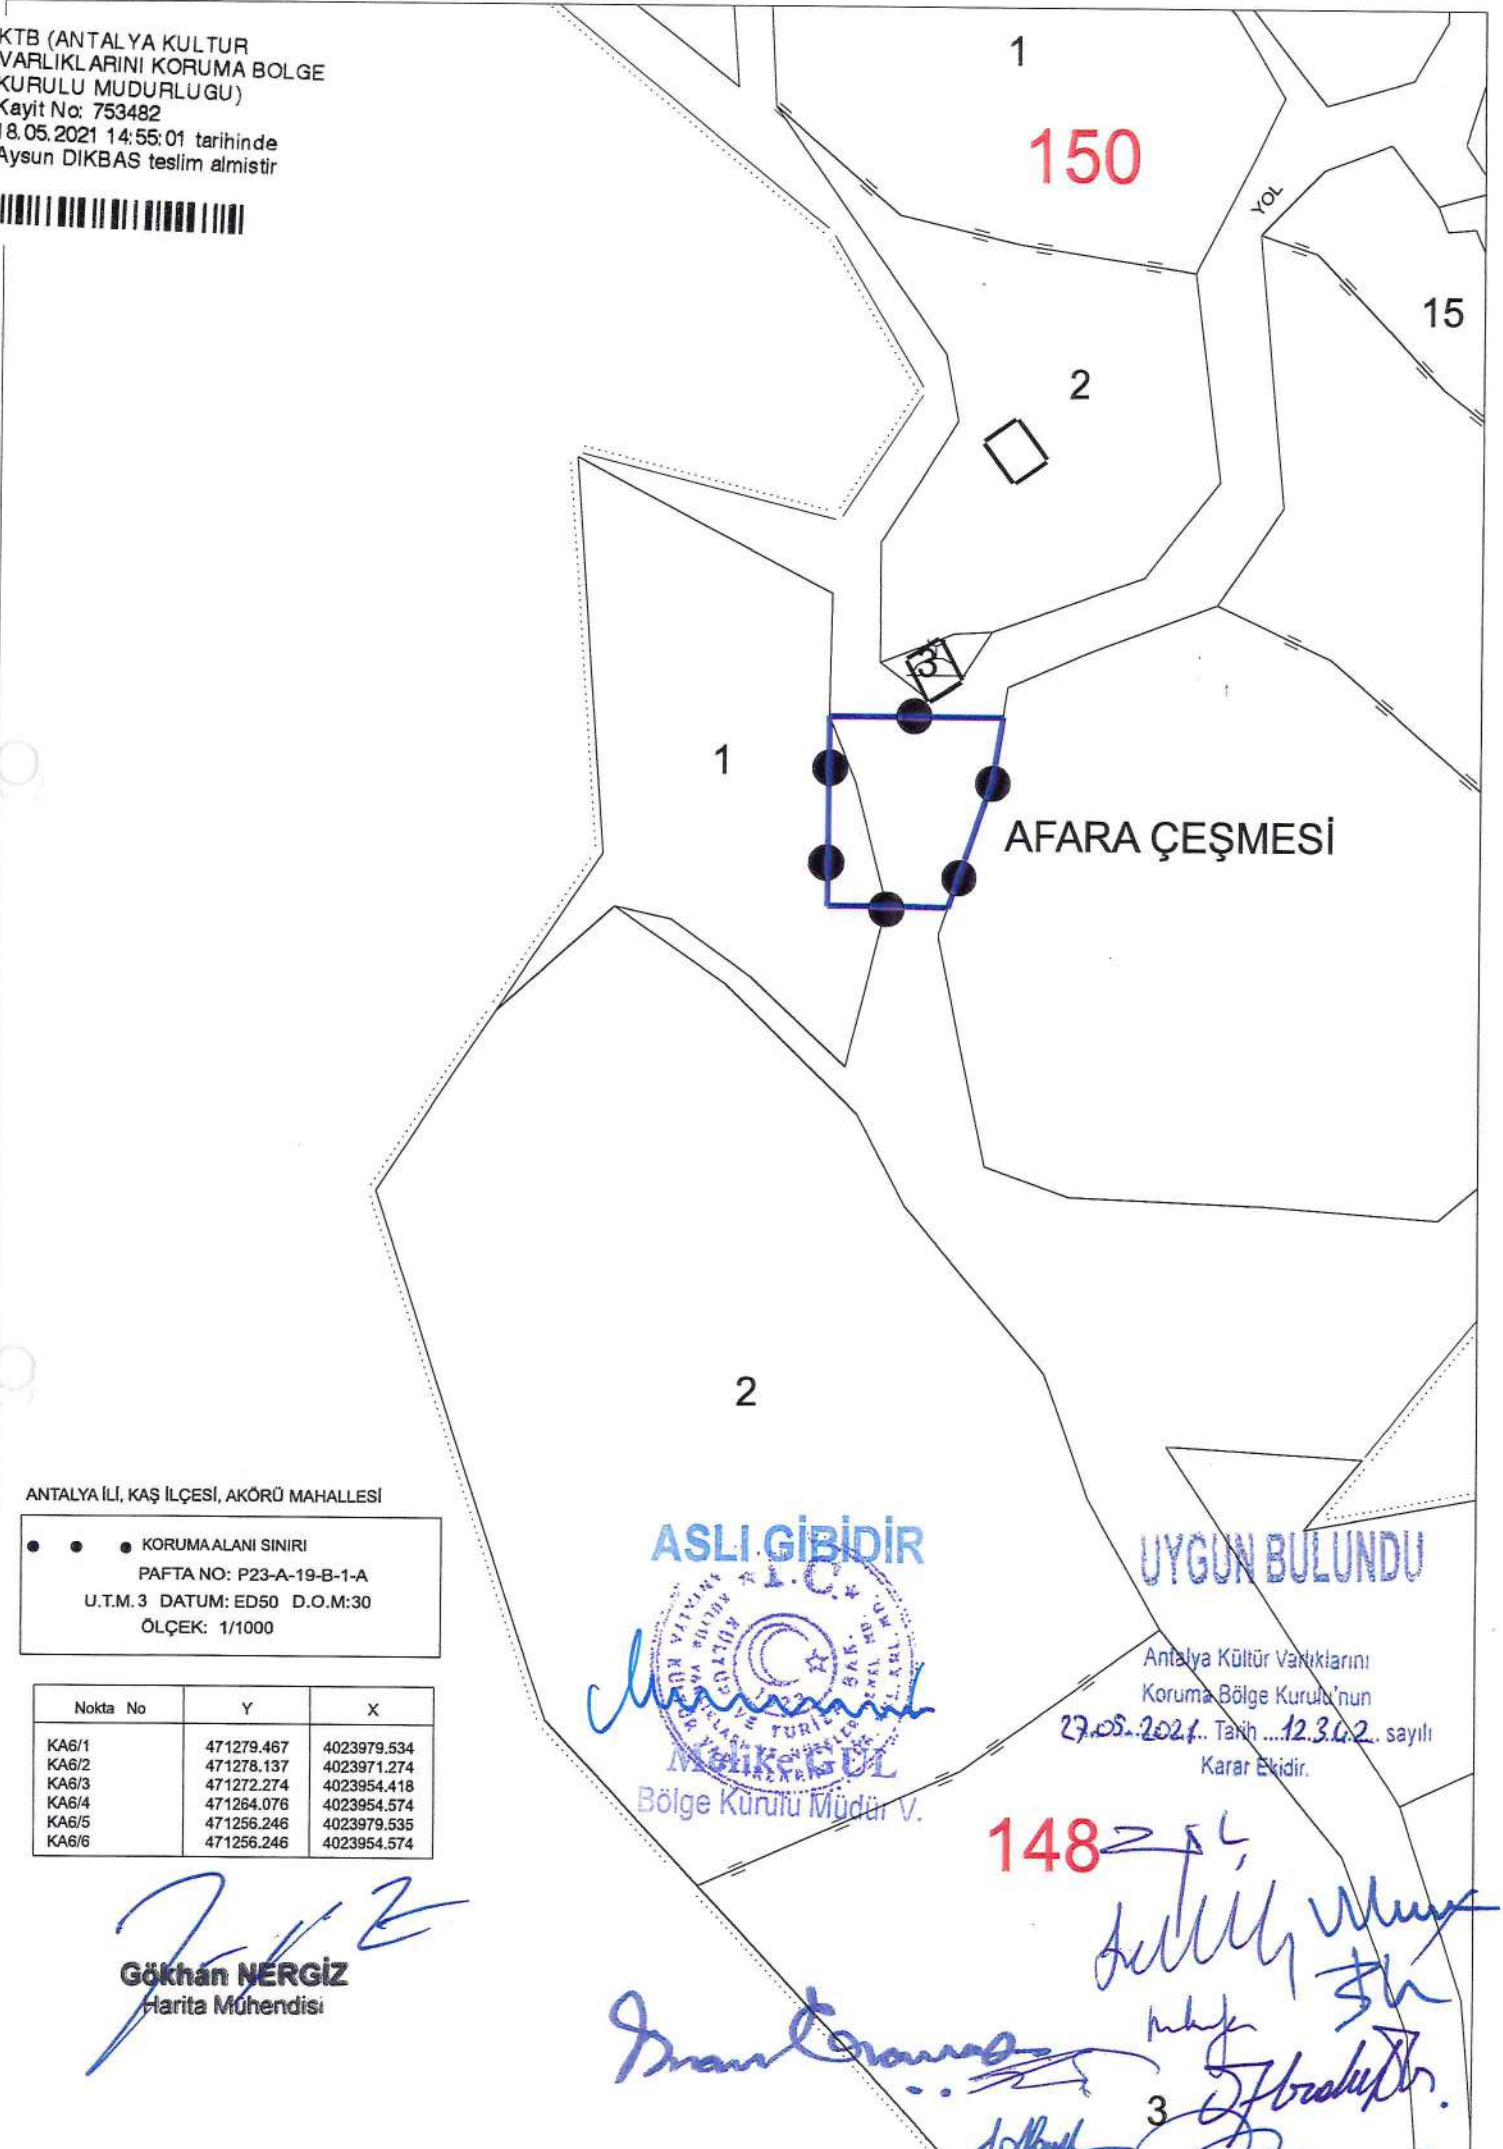 KTB (ANTALYA KULTUR
VARLIKLARINI KORUMA BOLGE
KURULU MUDURLUGU)
Kayit No: 753482
18.05.2021 14:55:01 tarihinde
Aysun DIKBAS teslim almistir
1
150
YOL
15
2
3
1
AFARA ÇEŞMESİ
2
ANTALYA İLİ, KAŞ İLÇESİ, AKÖRÜ MAHALLESİ
KORUMA ALANI SINIRI
PAFTA NO: P23-A-19-B-1-A
U.T.M. 3 DATUM: ED50 D.O.M:30
ÖLÇEK: 1/1000
Nokta No Y X
KA6/1 471279.467 4023979.534
KA6/2 471278.137 4023971.274
KA6/3 471272.274 4023954.418
KA6/4 471264.076 4023954.574
KA6/5 471256.246 4023979.535
KA6/6 471256.246 4023954.574
Gökhan NERGİZ
Harita Mühendisi
ASLI GİBİDİR
T.C.
Melike GÜL
Bölge Kurulu Müdür V.
UYGUN BULUNDU
Antalya Kültür Varlıklarını
Koruma Bölge Kurulu'nun
27.05.2021 Tarih 12.342 sayılı
Karar Ekidir.
148
3